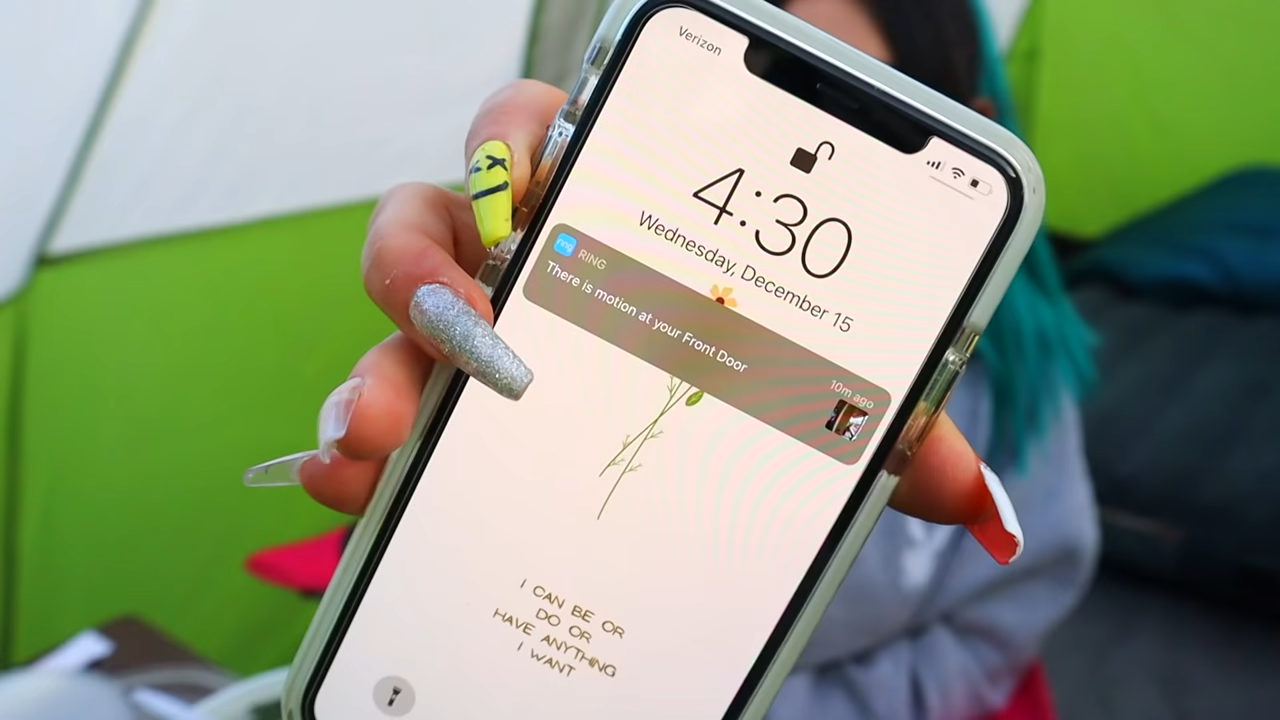 Verizon
4:30
Wednesday, December 15
ring
RING
There is motion at your Front Door
10m ago
I CAN BE OR
DO OR
HAVE ANYTHING
I WANT